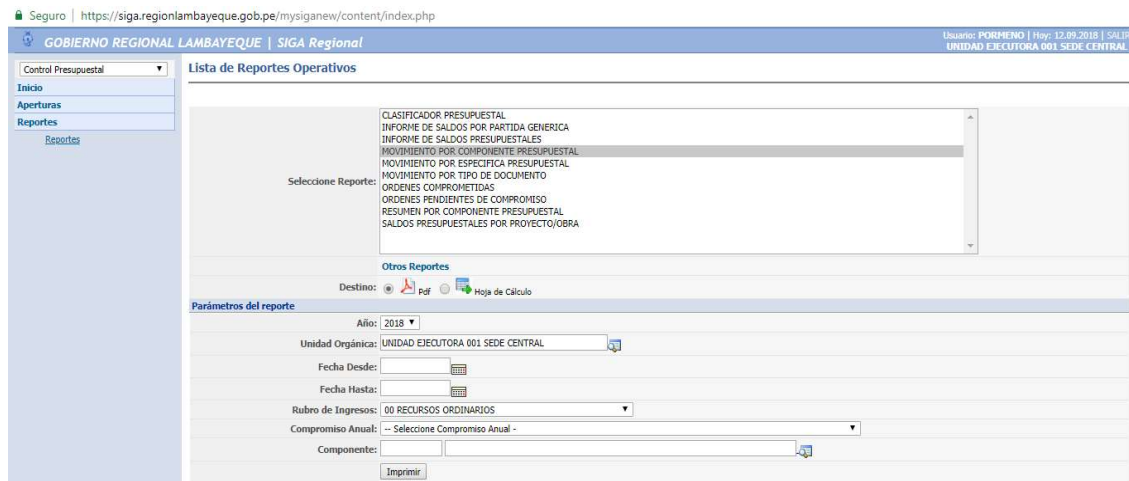 Seguro | https://siga.regionlambayeque.gob.pe/mysiganew/content/index.php
GOBIERNO REGIONAL LAMBAYEQUE | SIGA Regional
Usuario: PORMENO | Hoy: 12.09.2018 | SALIR
UNIDAD EJECUTORA 001 SEDE CENTRAL
Control Presupuestal
Inicio
Aperturas
Reportes
Reportes
Lista de Reportes Operativos
Seleccione Reporte:
CLASIFICADOR PRESUPUESTAL
INFORME DE SALDOS POR PARTIDA GENERICA
INFORME DE SALDOS PRESUPUESTALES
MOVIMIENTO POR COMPONENTE PRESUPUESTAL
MOVIMIENTO POR ESPECIFICA PRESUPUESTAL
MOVIMIENTO POR TIPO DE DOCUMENTO
ORDENES COMPROMETIDAS
ORDENES PENDIENTES DE COMPROMISO
RESUMEN POR COMPONENTE PRESUPUESTAL
SALDOS PRESUPUESTALES POR PROYECTO/OBRA
Otros Reportes
Destino: Pdf Hoja de Cálculo
Parámetros del reporte
Año: 2018
Unidad Orgánica: UNIDAD EJECUTORA 001 SEDE CENTRAL
Fecha Desde:
Fecha Hasta:
Rubro de Ingresos: 00 RECURSOS ORDINARIOS
Compromiso Anual: -- Seleccione Compromiso Anual -
Componente:
Imprimir